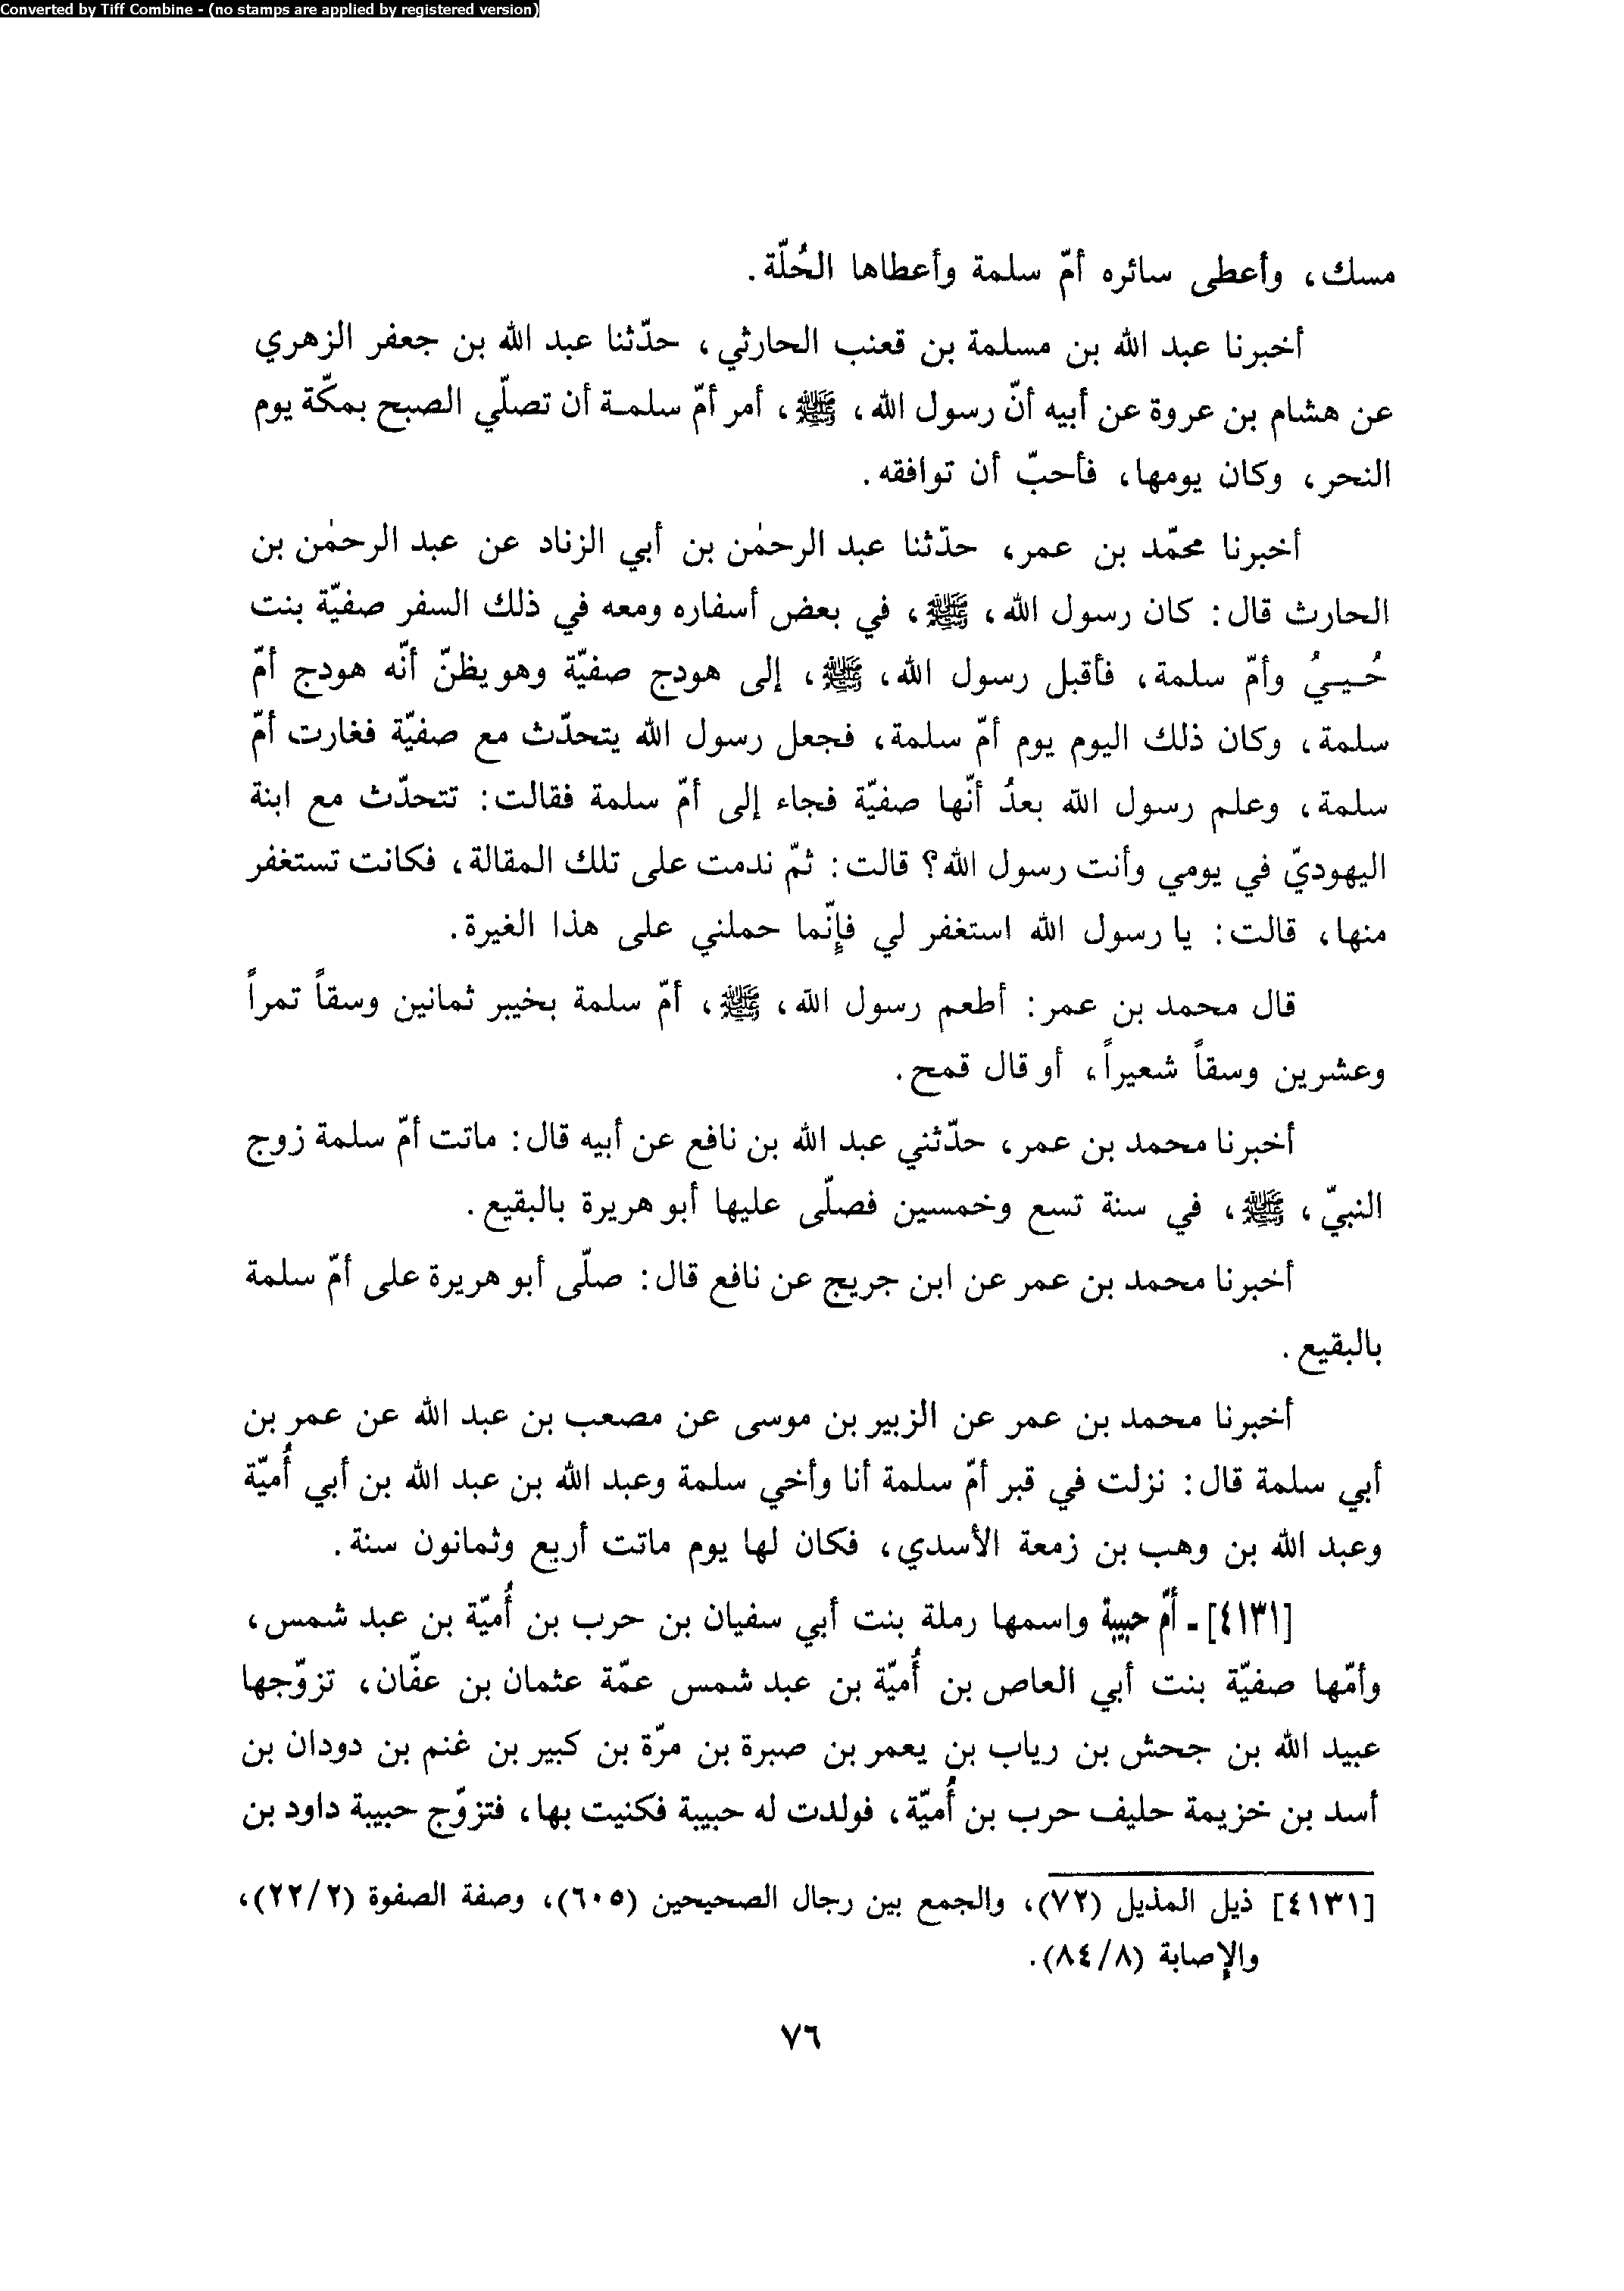 Converted by Tiff Combine - (no stamps are applied by registered version)
مسك، وأعطى سائره أمّ سلمة وأعطاها الحُلّة.
أخبرنا عبد الله بن مسلمة بن قعنب الحارثي، حدّثنا عبد الله بن جعفر الزهري
عن هشام بن عروة عن أبيه أنّ رسول الله، ﷺ، أمر أمّ سلمة أن تصلّي الصبح بمكّة يوم
النحر، وكان يومها، فأحبّ أن توافقه.
أخبرنا محمّد بن عمر، حدّثنا عبد الرحمٰن بن أبي الزناد عن عبد الرحمٰن بن
الحارث قال: كان رسول الله، ﷺ، في بعض أسفاره ومعه في ذلك السفر صفيّة بنت
حُييُ وأمّ سلمة، فأقبل رسول الله، ﷺ، إلى هودج صفيّة وهو يظنّ أنّه هودج أمّ
سلمة، وكان ذلك اليوم يوم أمّ سلمة، فجعل رسول الله يتحدّث مع صفيّة فغارت أمّ
سلمة، وعلم رسول الله بعدُ أنّها صفيّة فجاء إلى أمّ سلمة فقالت: تتحدّث مع ابنة
اليهوديّ في يومي وأنت رسول الله؟ قالت: ثمّ ندمت على تلك المقالة، فكانت تستغفر
منها، قالت: يا رسول الله استغفر لي فإنّما حملني على هذا الغيرة.
قال محمد بن عمر: أطعم رسول الله، ﷺ، أمّ سلمة بخيبر ثمانين وسقاً تمراً
وعشرين وسقاً شعيراً، أو قال قمح.
أخبرنا محمد بن عمر، حدّثني عبد الله بن نافع عن أبيه قال: ماتت أمّ سلمة زوج
النبيّ، ﷺ، في سنة تسع وخمسين فصلّى عليها أبو هريرة بالبقيع.
أخبرنا محمد بن عمر عن ابن جريج عن نافع قال: صلّى أبو هريرة على أمّ سلمة
بالبقيع.
أخبرنا محمد بن عمر عن الزبير بن موسى عن مصعب بن عبد الله عن عمر بن
أبي سلمة قال: نزلت في قبر أمّ سلمة أنا وأخي سلمة وعبد الله بن عبد الله بن أبي أُميّة
وعبد الله بن وهب بن زمعة الأسدي، فكان لها يوم ماتت أربع وثمانون سنة.
[٤١٣١] - أمّ حبيبة واسمها رملة بنت أبي سفيان بن حرب بن أُميّة بن عبد شمس،
وأمّها صفيّة بنت أبي العاص بن أُميّة بن عبد شمس عمّة عثمان بن عفّان، تزوّجها
عبيد الله بن جحش بن رياب بن يعمر بن صبرة بن مرّة بن كبير بن غنم بن دودان بن
أسد بن خزيمة حليف حرب بن أُميّة، فولدت له حبيبة فكنيت بها، فتزوّج حبيبة داود بن
[٤١٣١] ذيل المذيل (٧٢)، والجمع بين رجال الصحيحين (٦٠٥)، وصفة الصفوة (٢٢/٢)،
والإصابة (٨٤/٨).
٧٦